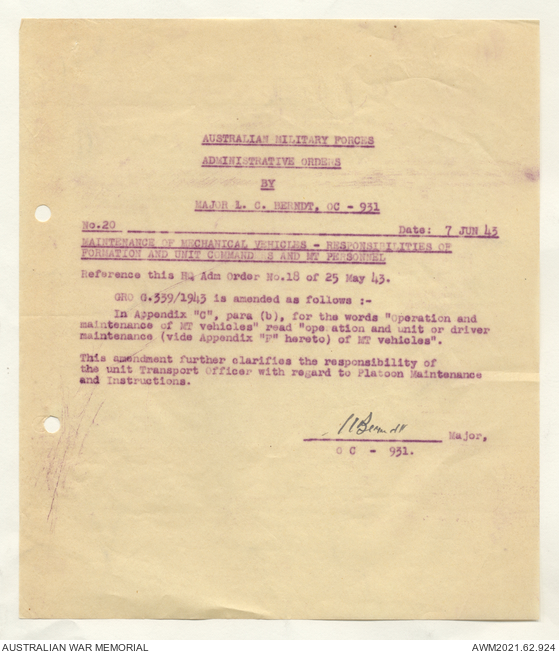 AUSTRALIAN MILITARY FORCES
ADMINISTRATIVE ORDERS
BY
MAJOR L. C. BERNDT, OC - 931
No.20 Date: 7 JUN 43
MAINTENANCE OF MECHANICAL VEHICLES - RESPONSIBILITIES OF
FORMATION AND UNIT COMMANDERS AND MT PERSONNEL
Reference this HQ Adm Order No.18 of 25 May 43.
GRO G.339/1943 is amended as follows :-
In Appendix "C", para (b), for the words "operation and
maintenance of MT vehicles" read "operation and unit or driver
maintenance (vide Appendix "F" hereto) of MT vehicles".
This amendment further clarifies the responsibility of
the unit Transport Officer with regard to Platoon Maintenance
and Instructions.
Berndt Major,
O C - 931.
AUSTRALIAN WAR MEMORIAL AWM2021.62.924